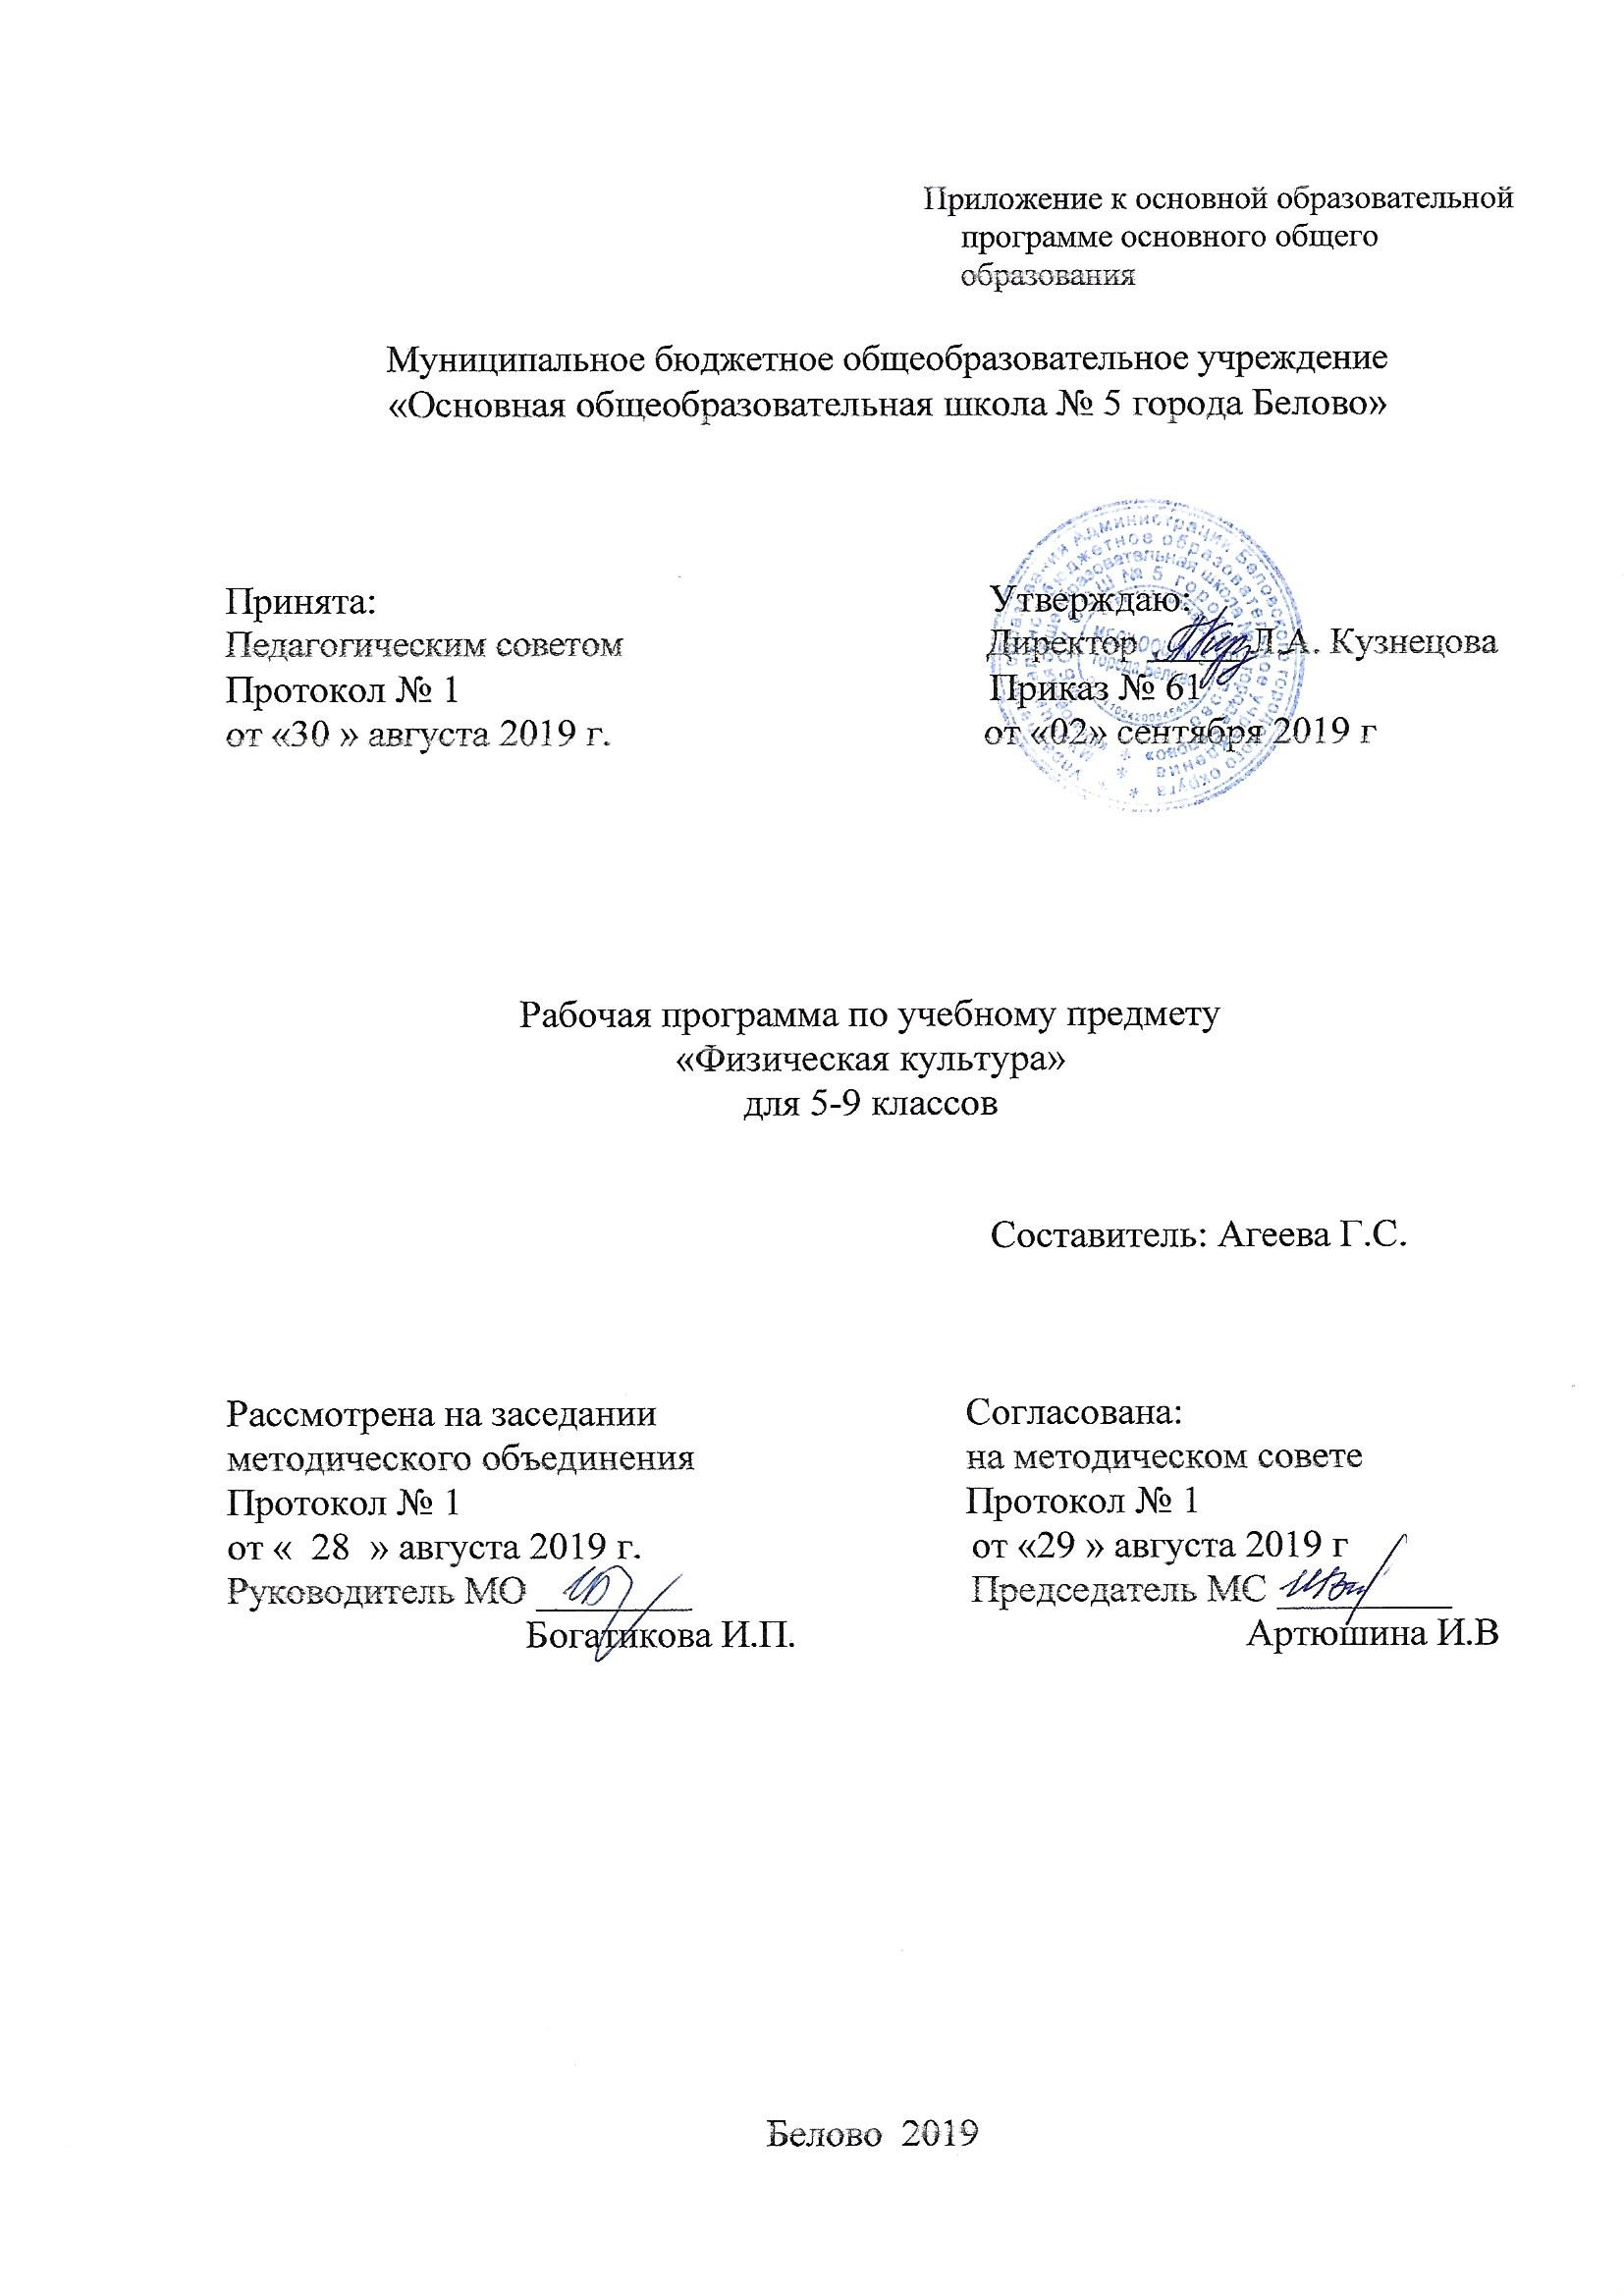 Приложение к основной образовательной
программе основного общего
образования
Муниципальное бюджетное общеобразовательное учреждение
«Основная общеобразовательная школа № 5 города Белово»
Принята:
Педагогическим советом
Протокол № 1
от «30 » августа 2019 г.
Утверждаю:
Директор ______Л.А. Кузнецова
Приказ № 61
от «02» сентября 2019 г
Рабочая программа по учебному предмету
«Физическая культура»
для 5-9 классов
Составитель: Агеева Г.С.
Рассмотрена на заседании
методического объединения
Протокол № 1
от « 28 » августа 2019 г.
Руководитель МО ________
Богатикова И.П.
Согласована:
на методическом совете
Протокол № 1
от «29 » августа 2019 г
Председатель МС _________
Артюшина И.В
Белово 2019